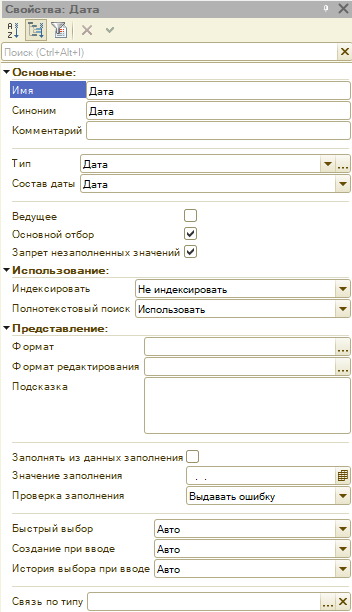 Свойства: Дата
Поиск (Ctrl+Alt+I)
Основные:
Имя Дата
Синоним Дата
Комментарий
Тип Дата
Состав даты Дата
Ведущее
Основной отбор
Запрет незаполненных значений
Использование:
Индексировать Не индексировать
Полнотекстовый поиск Использовать
Представление:
Формат
Формат редактирования
Подсказка
Заполнять из данных заполнения
Значение заполнения . .
Проверка заполнения Выдавать ошибку
Быстрый выбор Авто
Создание при вводе Авто
История выбора при вводе Авто
Связь по типу